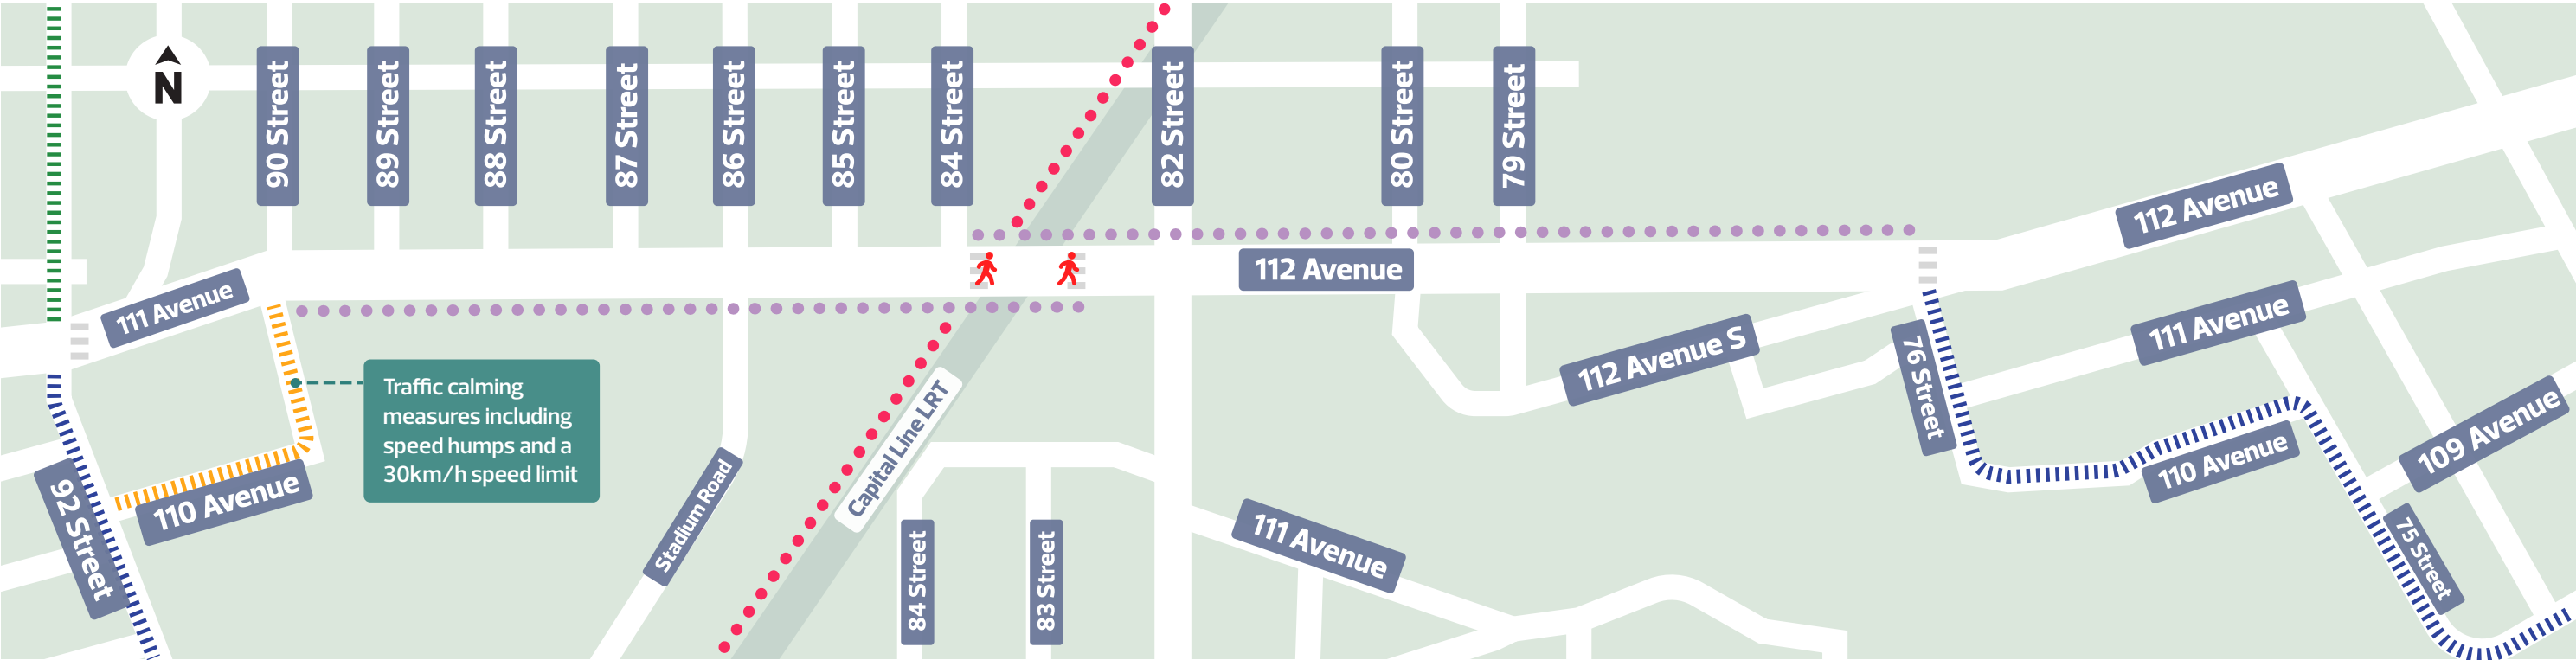 N
90 Street
89 Street
88 Street
87 Street
86 Street
85 Street
84 Street
82 Street
80 Street
79 Street
112 Avenue
111 Avenue
112 Avenue
111 Avenue
112 Avenue S
76 Street
Traffic calming
measures including
speed humps and a
30km/h speed limit
Capital Line LRT
109 Avenue
110 Avenue
110 Avenue
92 Street
Stadium Road
111 Avenue
84 Street
83 Street
75 Street